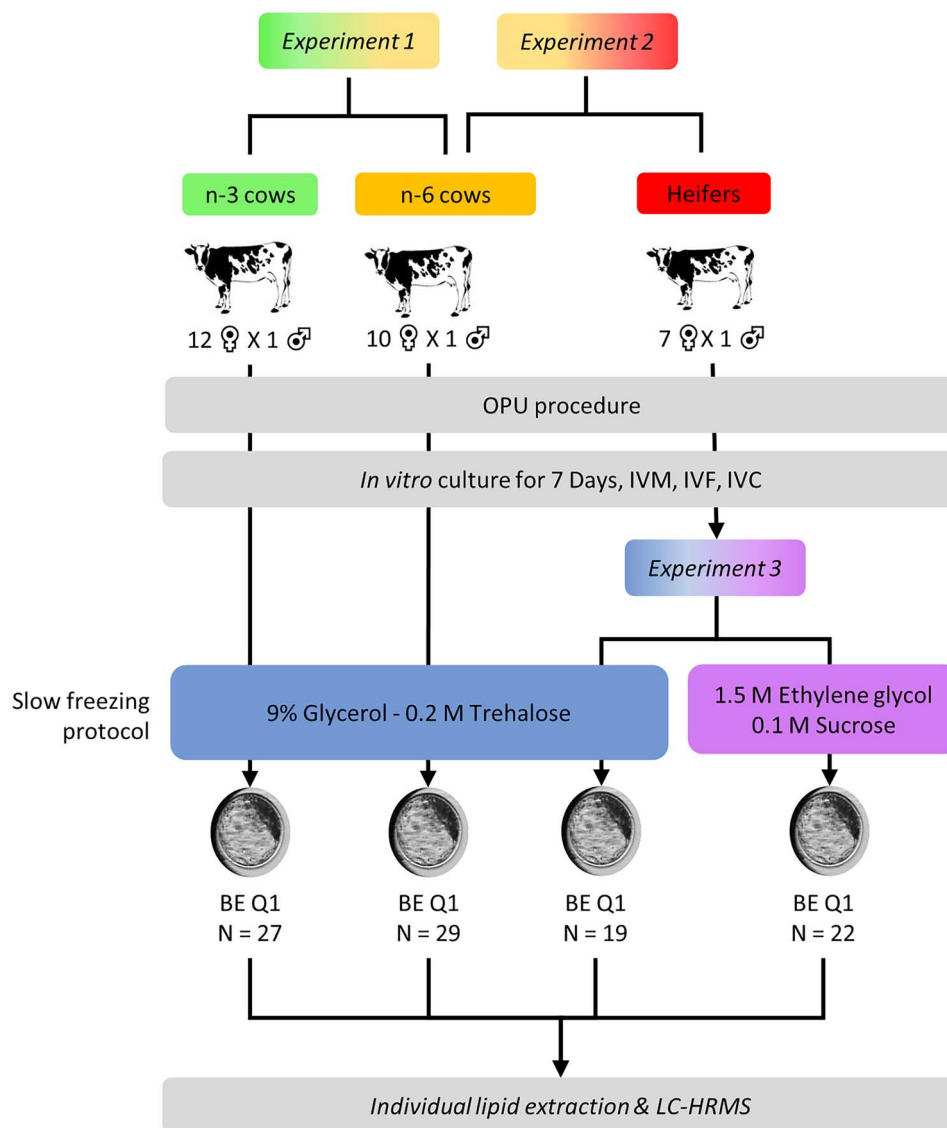 Experiment 1
Experiment 2
n-3 cows
n-6 cows
Heifers
12 ♀ X 1 ♂
10 ♀ X 1 ♂
7 ♀ X 1 ♂
OPU procedure
In vitro culture for 7 Days, IVM, IVF, IVC
Experiment 3
Slow freezing
protocol
9% Glycerol - 0.2 M Trehalose
1.5 M Ethylene glycol
0.1 M Sucrose
BE Q1
N = 27
BE Q1
N = 29
BE Q1
N = 19
BE Q1
N = 22
Individual lipid extraction & LC-HRMS